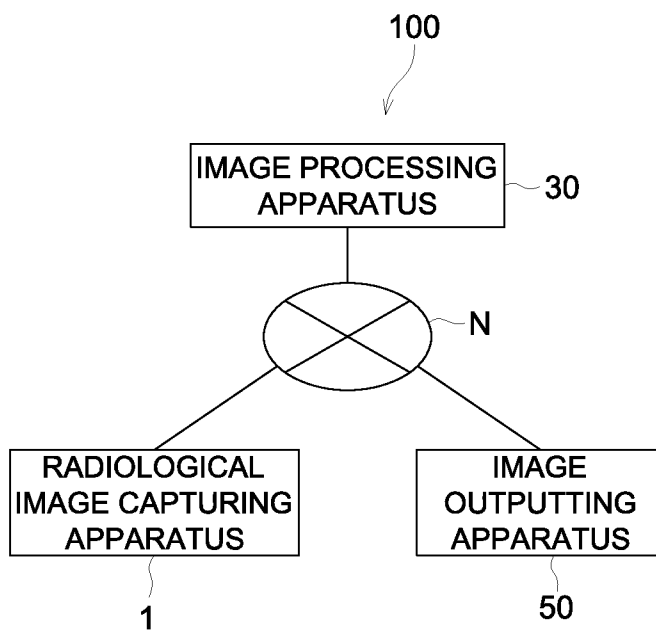 100
IMAGE PROCESSING
APPARATUS
30
N
RADIOLOGICAL
IMAGE CAPTURING
APPARATUS
1
IMAGE
OUTPUTTING
APPARATUS
50